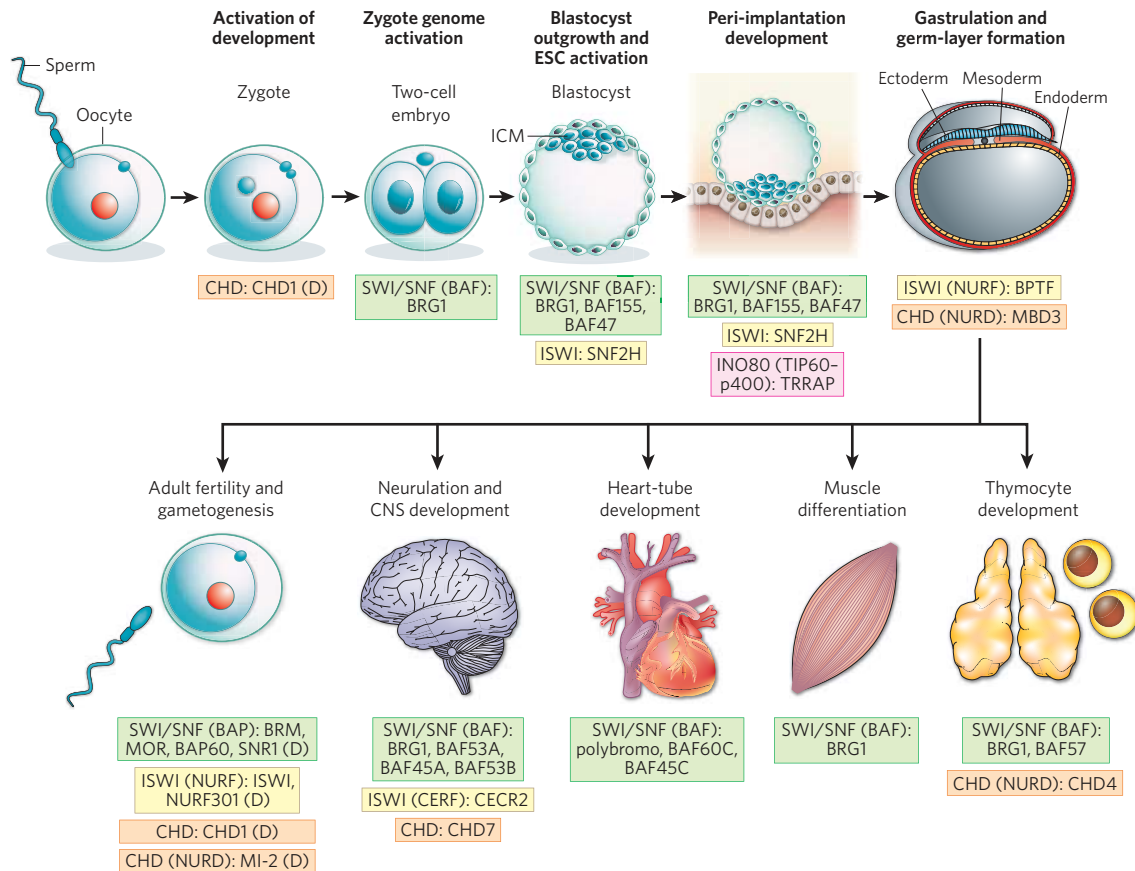 Activation of
development
Zygote genome
activation
Blastocyst
outgrowth and
ESC activation
Peri-implantation
development
Gastrulation and
germ-layer formation
Sperm
Oocyte
Zygote
Two-cell
embryo
Blastocyst
ICM
Ectoderm
Mesoderm
Endoderm
CHD: CHD1 (D)
SWI/SNF (BAF):
BRG1
SWI/SNF (BAF):
BRG1, BAF155,
BAF47
ISWI: SNF2H
SWI/SNF (BAF):
BRG1, BAF155, BAF47
ISWI: SNF2H
INO80 (TIP60–
p400): TRRAP
ISWI (NURF): BPTF
CHD (NURD): MBD3
Adult fertility and
gametogenesis
Neurulation and
CNS development
Heart-tube
development
Muscle
differentiation
Thymocyte
development
SWI/SNF (BAP): BRM,
MOR, BAP60, SNR1 (D)
ISWI (NURF): ISWI,
NURF301 (D)
CHD: CHD1 (D)
CHD (NURD): MI-2 (D)
SWI/SNF (BAF):
BRG1, BAF53A,
BAF45A, BAF53B
ISWI (CERF): CECR2
CHD: CHD7
SWI/SNF (BAF):
polybromo, BAF60C,
BAF45C
SWI/SNF (BAF):
BRG1
SWI/SNF (BAF):
BRG1, BAF57
CHD (NURD): CHD4